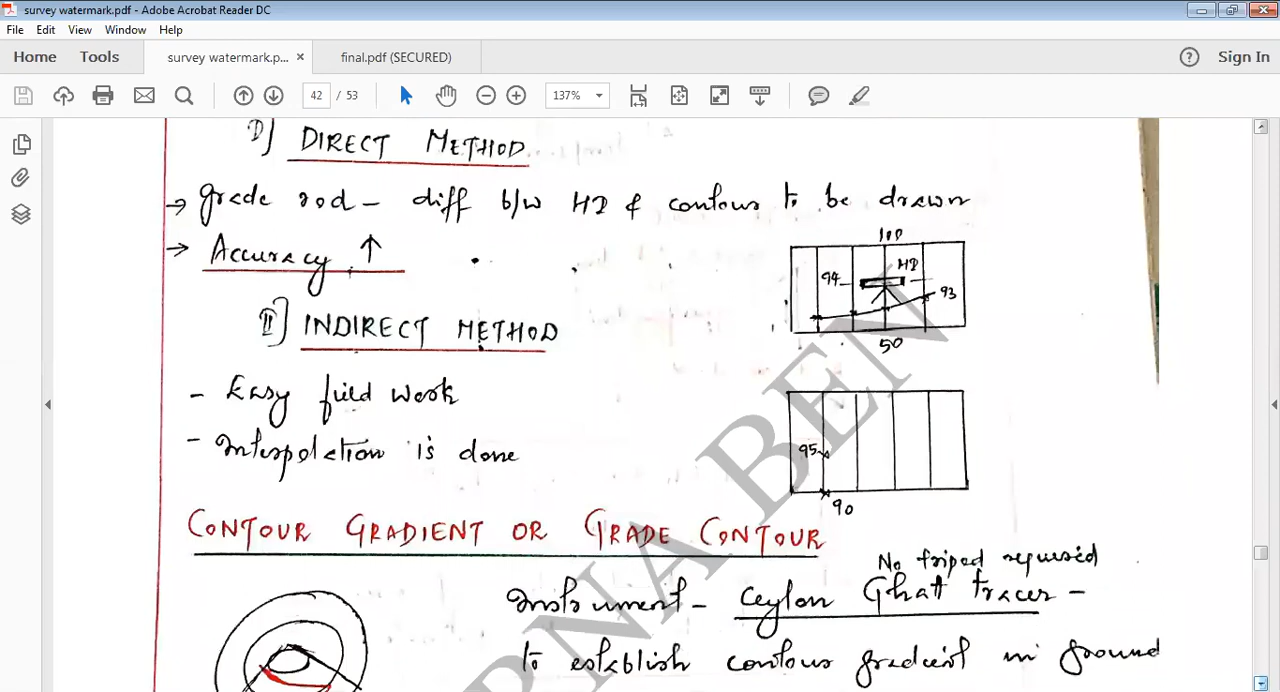 survey watermark.pdf - Adobe Acrobat Reader DC
File Edit View Window Help
Home Tools survey watermark.p... × final.pdf (SECURED) Sign In
42 / 53 137%
I] DIRECT METHOD
→ Grade rod - diff b/w HI & contour to be drawn
→ Accuracy ↑
100
94 HI 93
50
II] INDIRECT METHOD
- Easy field work
- Interpolation is done
95
90
CONTOUR GRADIENT OR GRADE CONTOUR
No tripod required
Instrument - Ceylon Ghat tracer -
to establish contour gradient in ground
RNA BEN